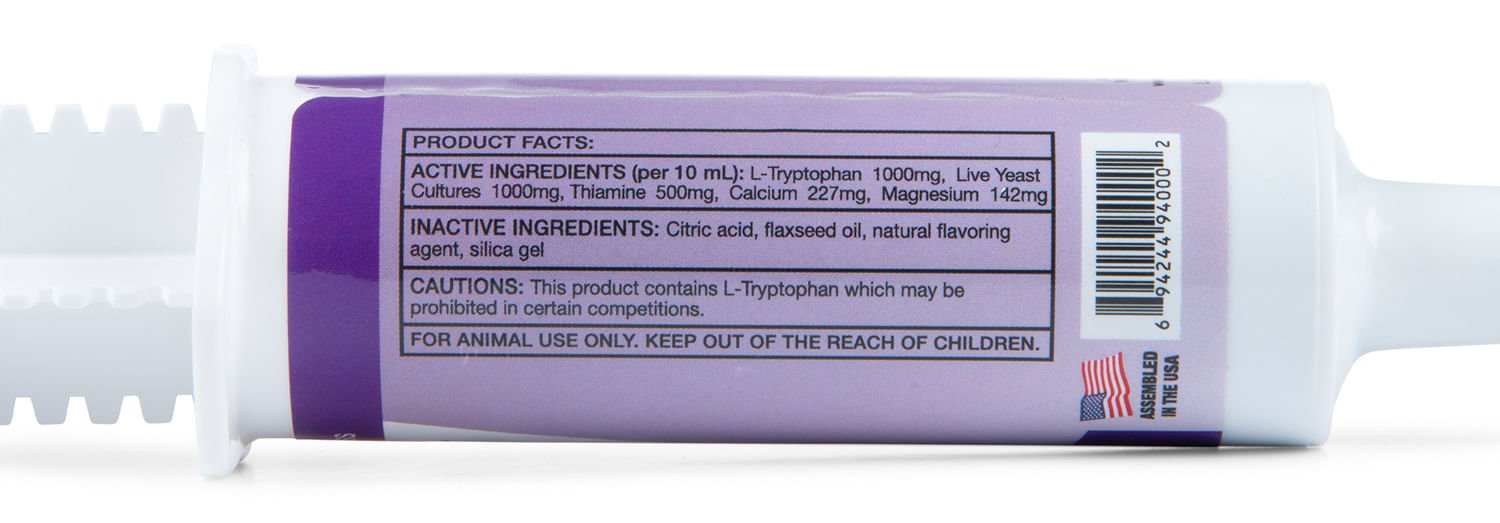 PRODUCT FACTS:
ACTIVE INGREDIENTS (per 10 mL): L-Tryptophan 1000mg, Live Yeast
Cultures 1000mg, Thiamine 500mg, Calcium 227mg, Magnesium 142mg
INACTIVE INGREDIENTS: Citric acid, flaxseed oil, natural flavoring
agent, silica gel
CAUTIONS: This product contains L-Tryptophan which may be
prohibited in certain competitions.
FOR ANIMAL USE ONLY. KEEP OUT OF THE REACH OF CHILDREN.
6 94244 94000 2
ASSEMBLED
IN THE USA